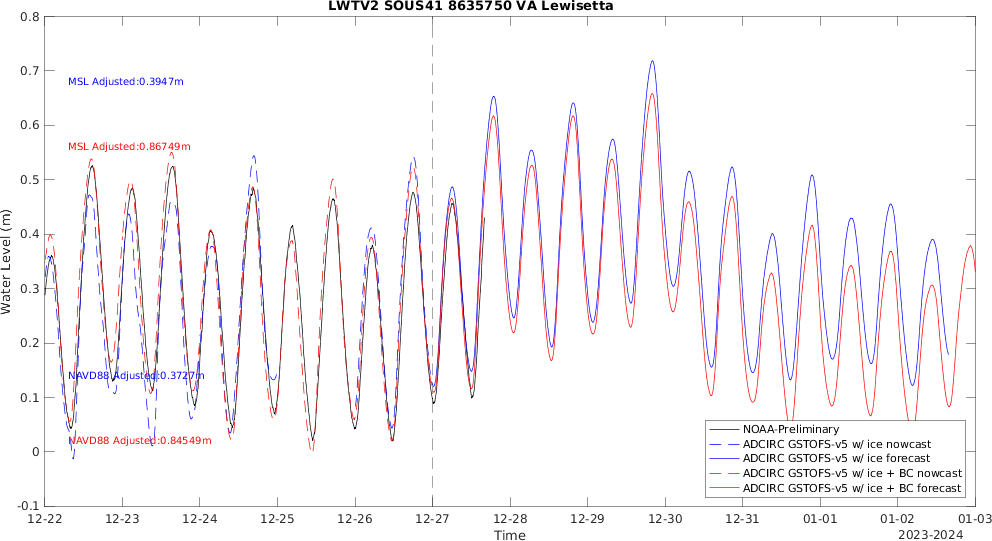 LWTV2 SOUS41 8635750 VA Lewisetta
0.8
0.7
0.6
0.5
0.4
0.3
0.2
0.1
0
-0.1
Water Level (m)
MSL Adjusted:0.3947m
MSL Adjusted:0.86749m
NAVD88 Adjusted:0.3727m
NAVD88 Adjusted:0.84549m
NOAA-Preliminary
ADCIRC GSTOFS-v5 w/ ice nowcast
ADCIRC GSTOFS-v5 w/ ice forecast
ADCIRC GSTOFS-v5 w/ ice + BC nowcast
ADCIRC GSTOFS-v5 w/ ice + BC forecast
12-22 12-23 12-24 12-25 12-26 12-27 12-28 12-29 12-30 12-31 01-01 01-02 01-03
Time
2023-2024